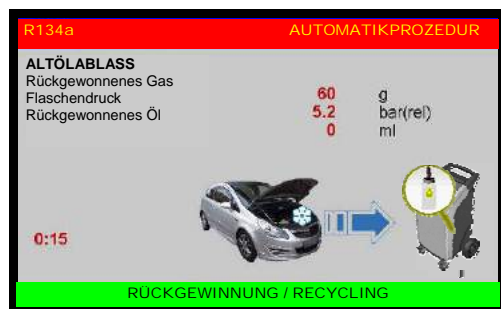 R134a AUTOMATIKPROZEDUR
ALTÖLABLASS
Rückgewonnenes Gas 60 g
Flaschendruck 5.2 bar(rel)
Rückgewonnenes Öl 0 ml
0:15
RÜCKGEWINNUNG / RECYCLING